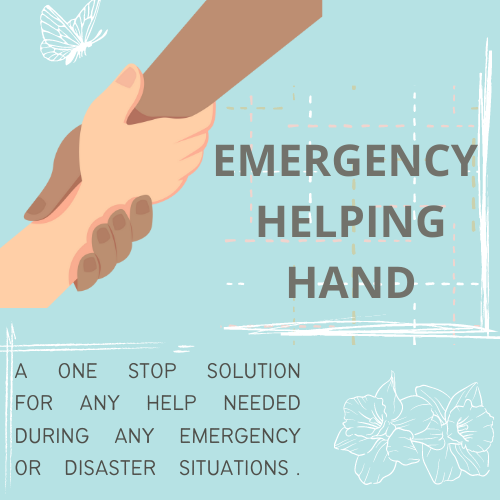 EMERGENCY
HELPING
HAND
A ONE STOP SOLUTION
FOR ANY HELP NEEDED
DURING ANY EMERGENCY
OR DISASTER SITUATIONS .